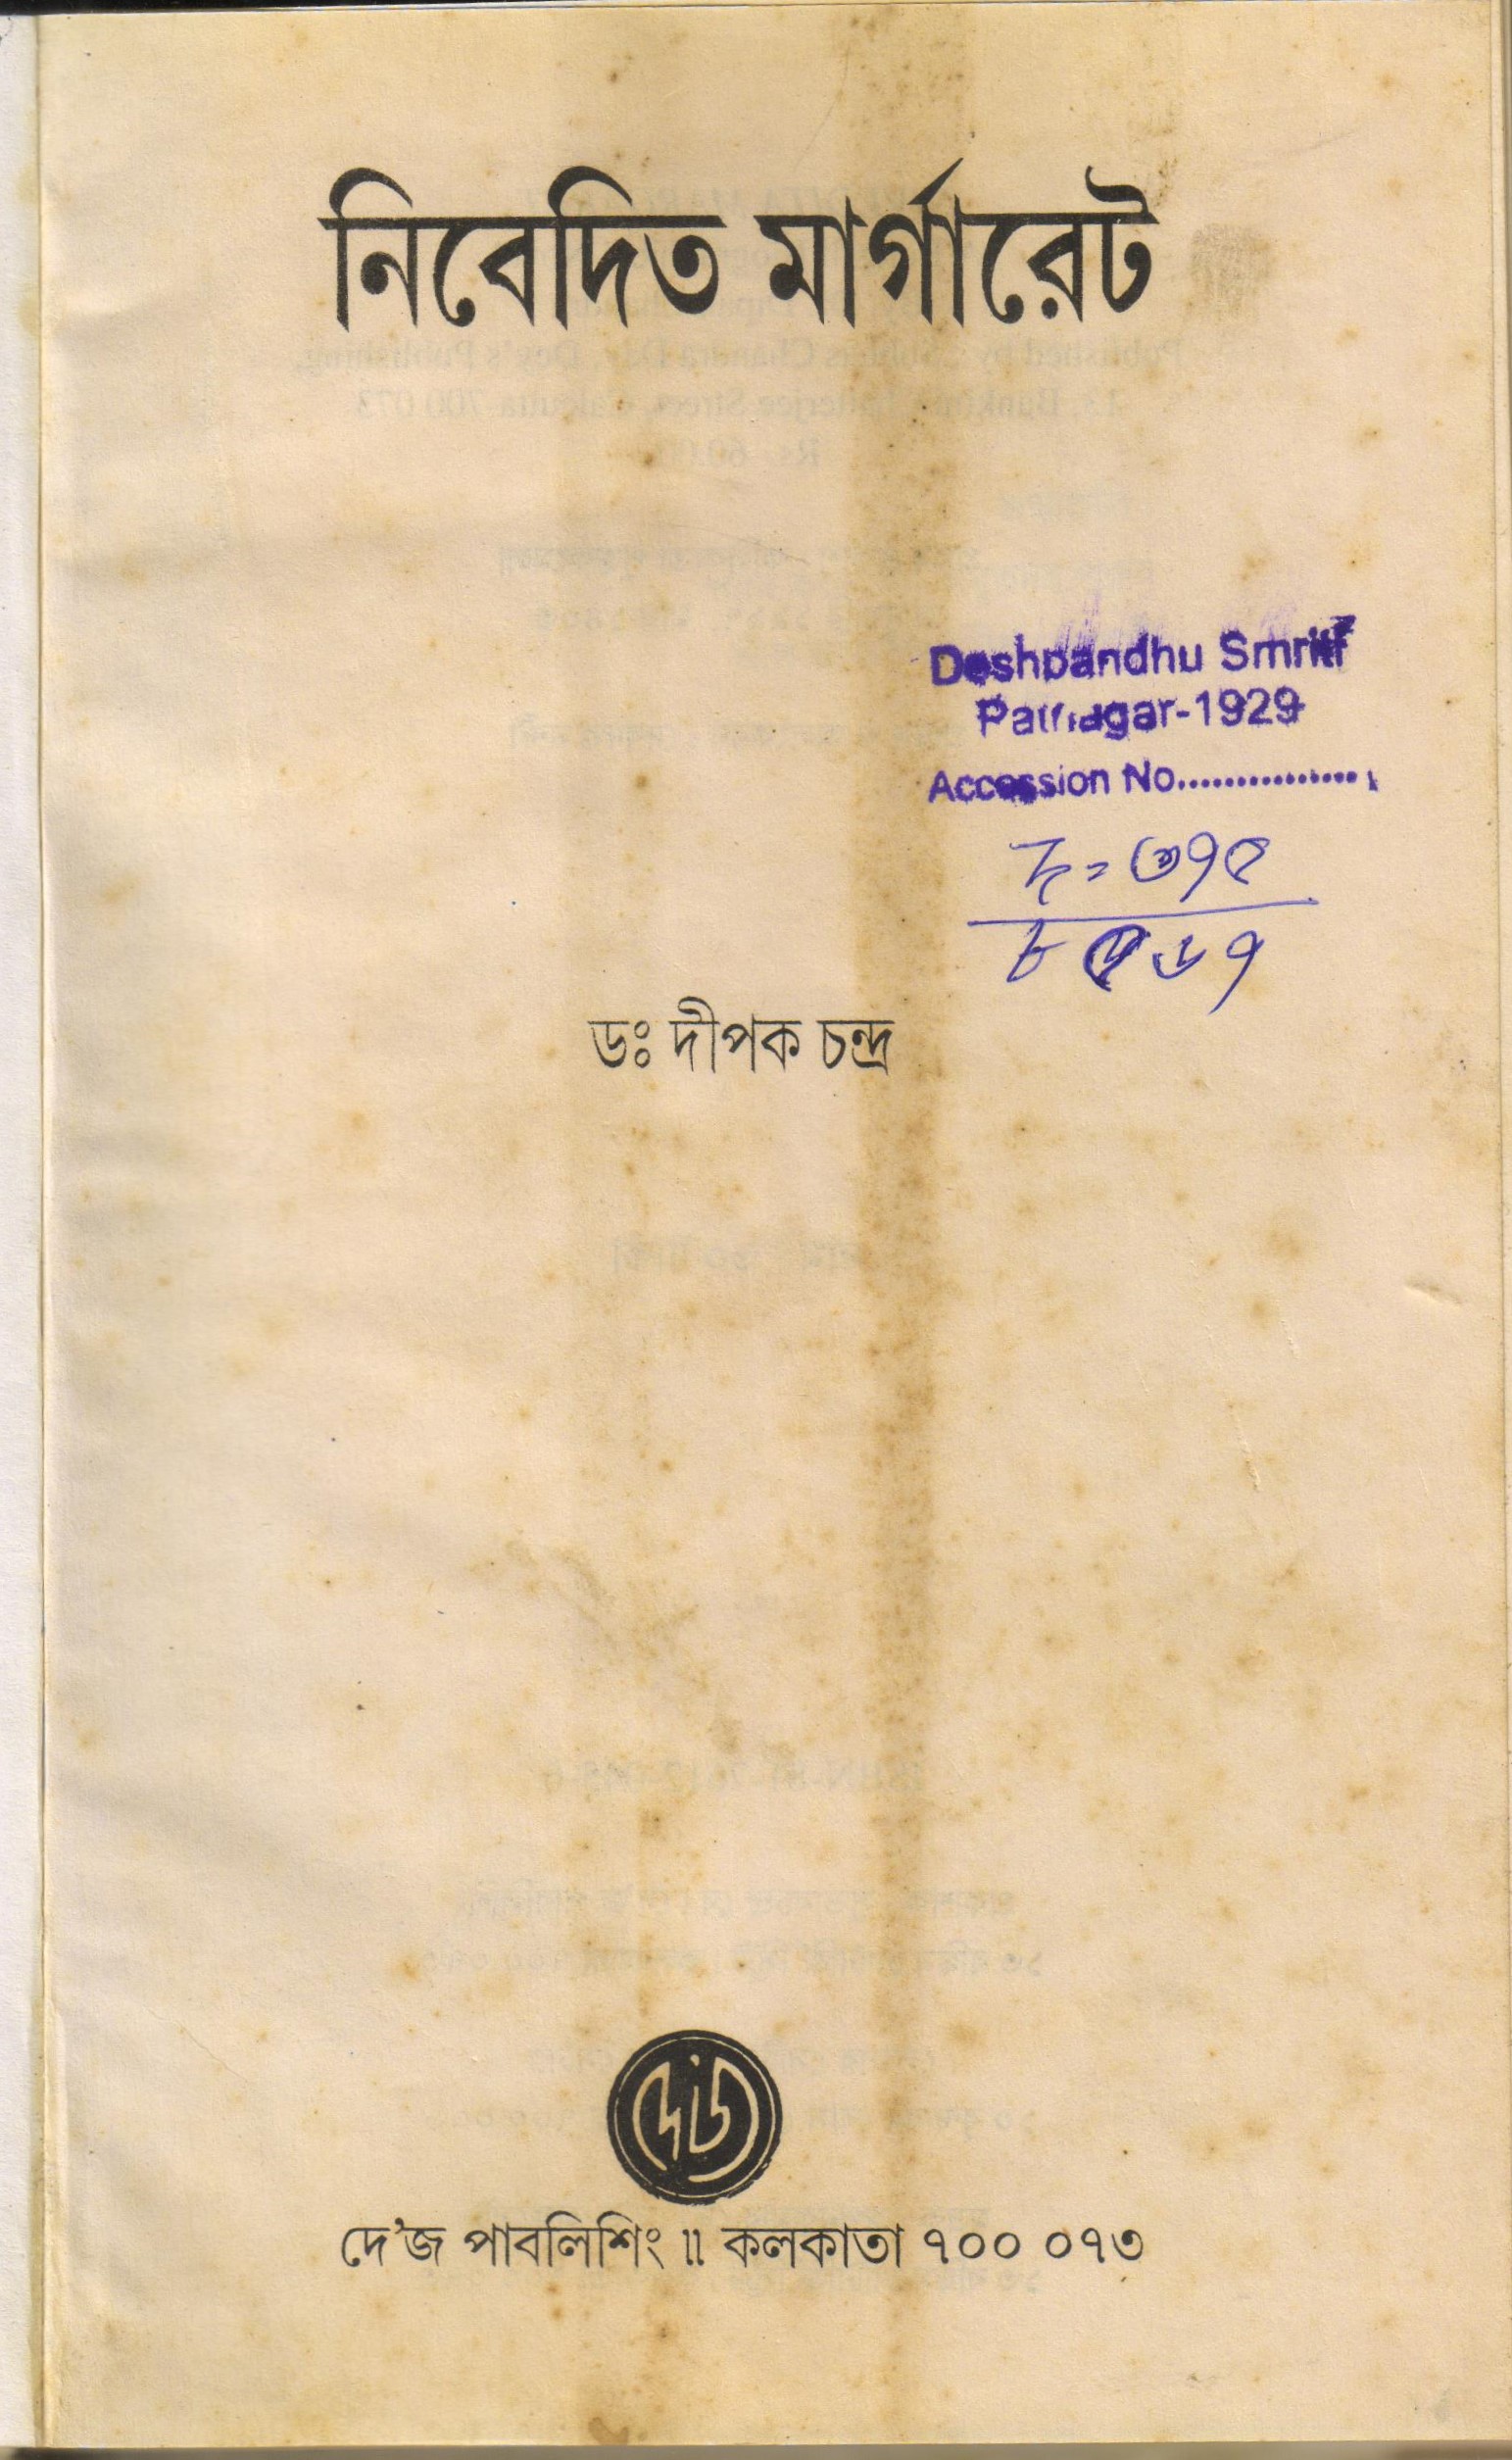 নিবেদিত মার্গারেট
Deshbandhu Smriti
Pathagar-1929
Accession No................
ডঃ দীপক চন্দ্র
দে'জ পাবলিশিং ॥ কলকাতা ৭০০ ০৭৩